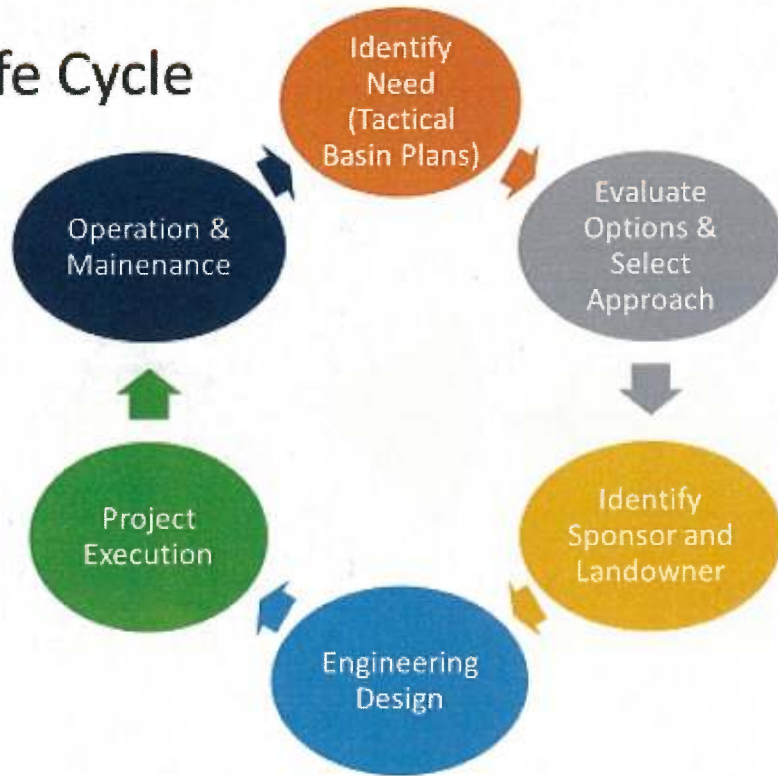 fe Cycle
Identify
Need
(Tactical
Basin Plans)
Evaluate
Options &
Select
Approach
Identify
Sponsor and
Landowner
Engineering
Design
Project
Execution
Operation &
Mainenance